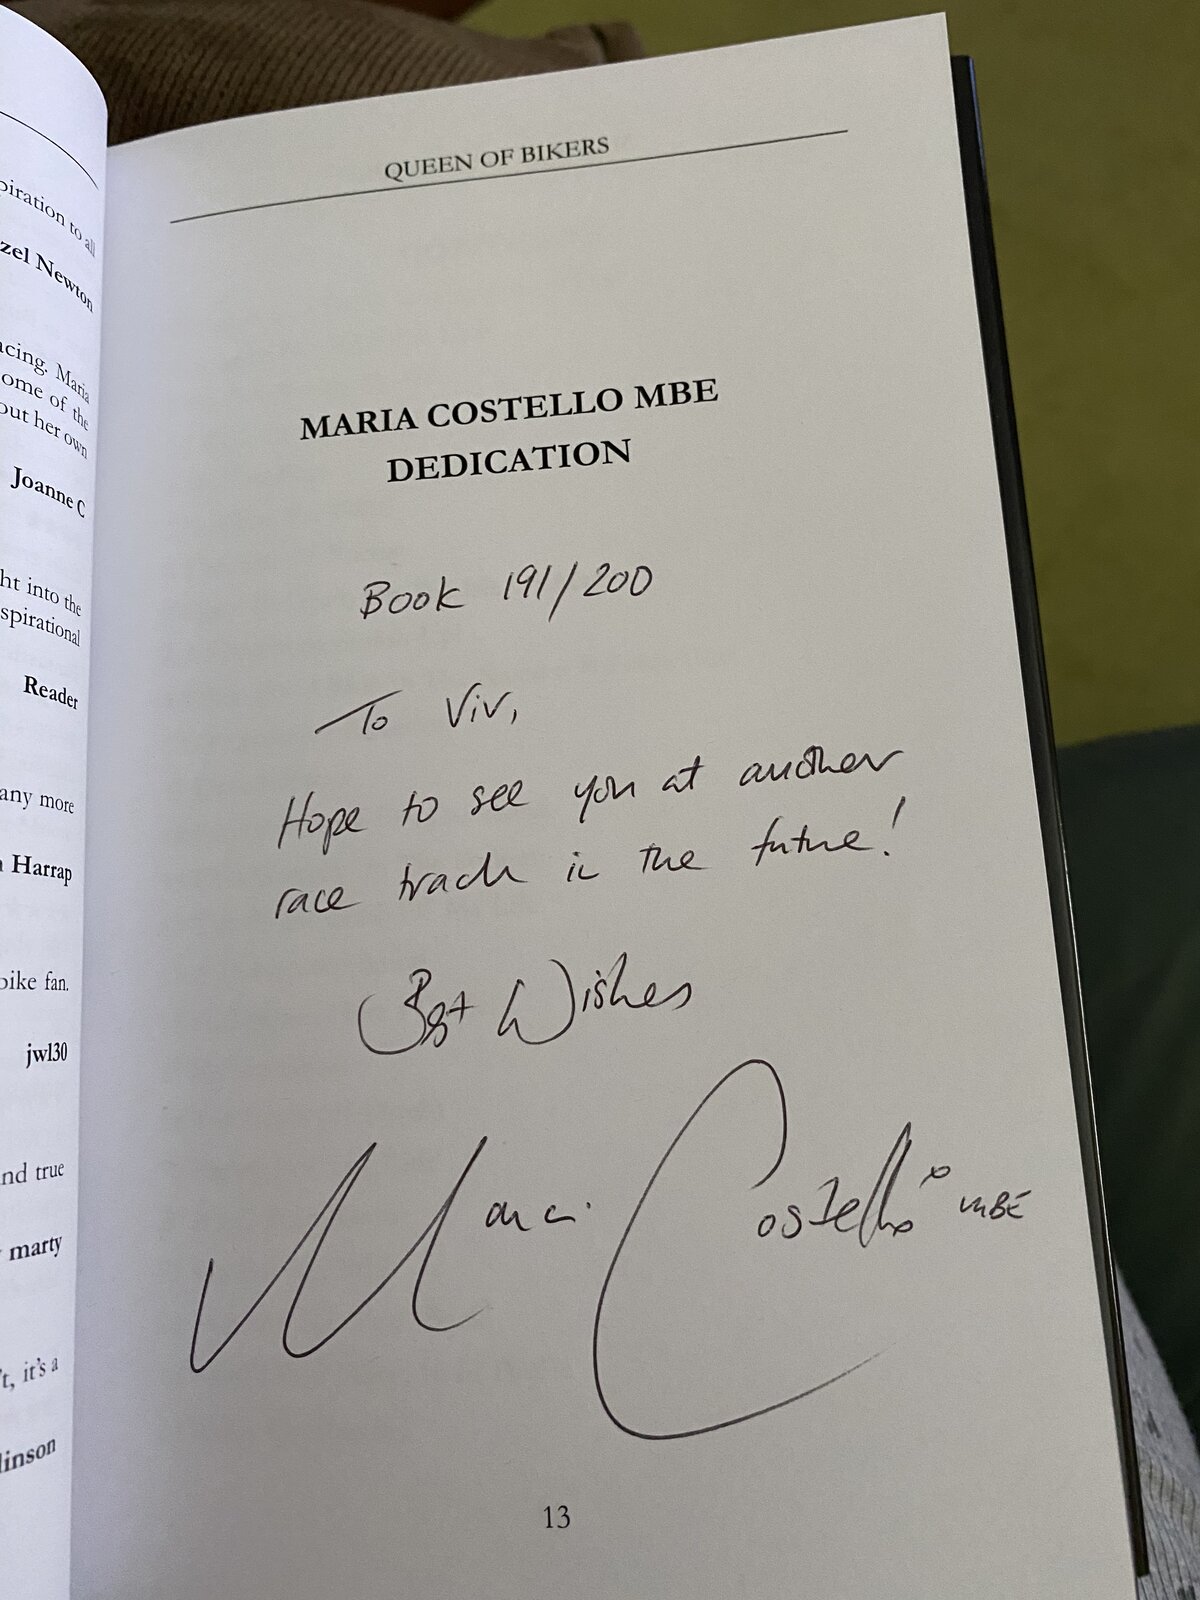 piration to all
zel Newton
acing. Maria
ome of the
out her own
Joanne C
ht into the
spirational
Reader
any more
Harrap
bike fan.
jwl30
nd true
marty
't, it's a
linson
QUEEN OF BIKERS
MARIA COSTELLO MBE
DEDICATION
Book 191/200
To Viv,
Hope to see you at another
race track in the future!
Best Wishes
Maria Costello x MBE
13